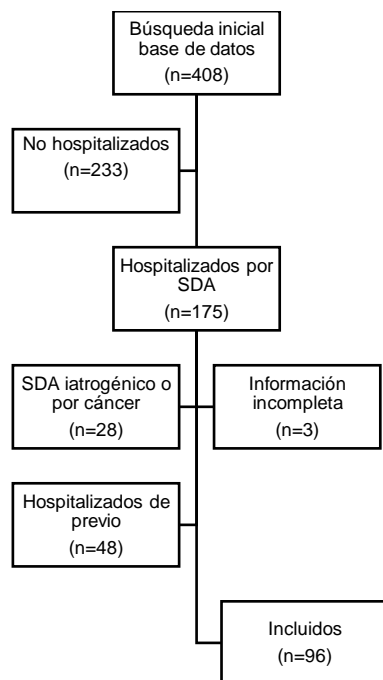 Búsqueda inicial
base de datos
(n=408)
No hospitalizados
(n=233)
Hospitalizados por
SDA
(n=175)
SDA iatrogénico o
por cáncer
(n=28)
Información
incompleta
(n=3)
Hospitalizados de
previo
(n=48)
Incluidos
(n=96)